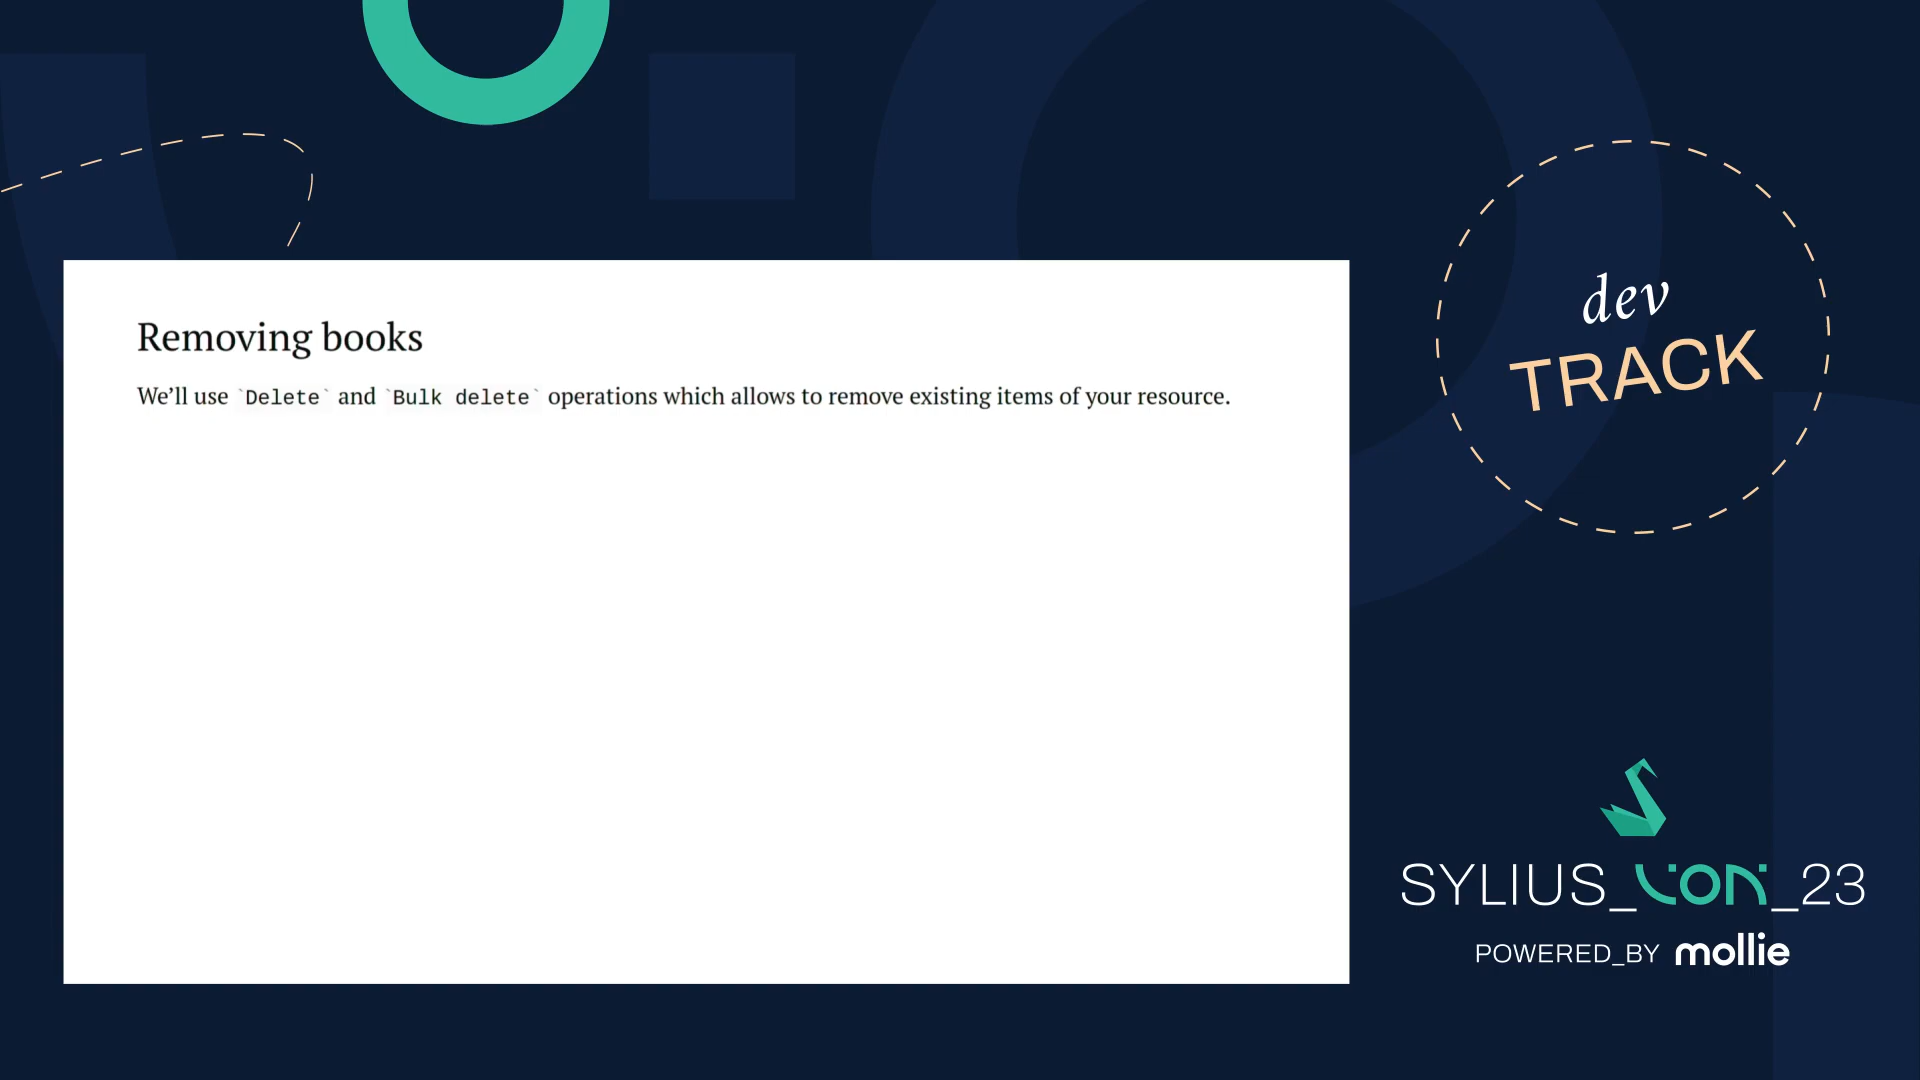 Removing books
We’ll use `Delete` and `Bulk delete` operations which allows to remove existing items of your resource.
dev
TRACK
SYLIUS_CON_23
POWERED_BY mollie